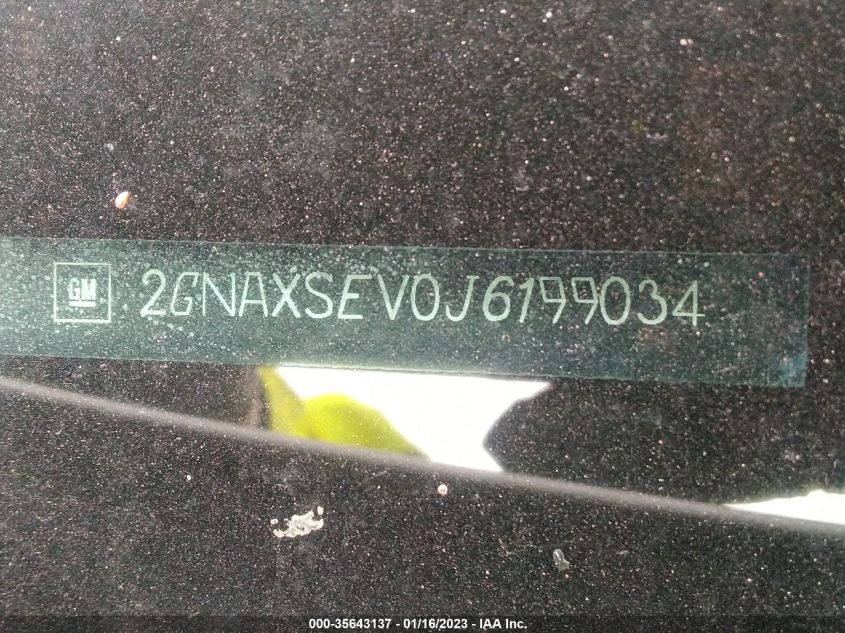 GM 2GNAXSEV0J6199034
000-35643137 - 01/16/2023 - IAA Inc.